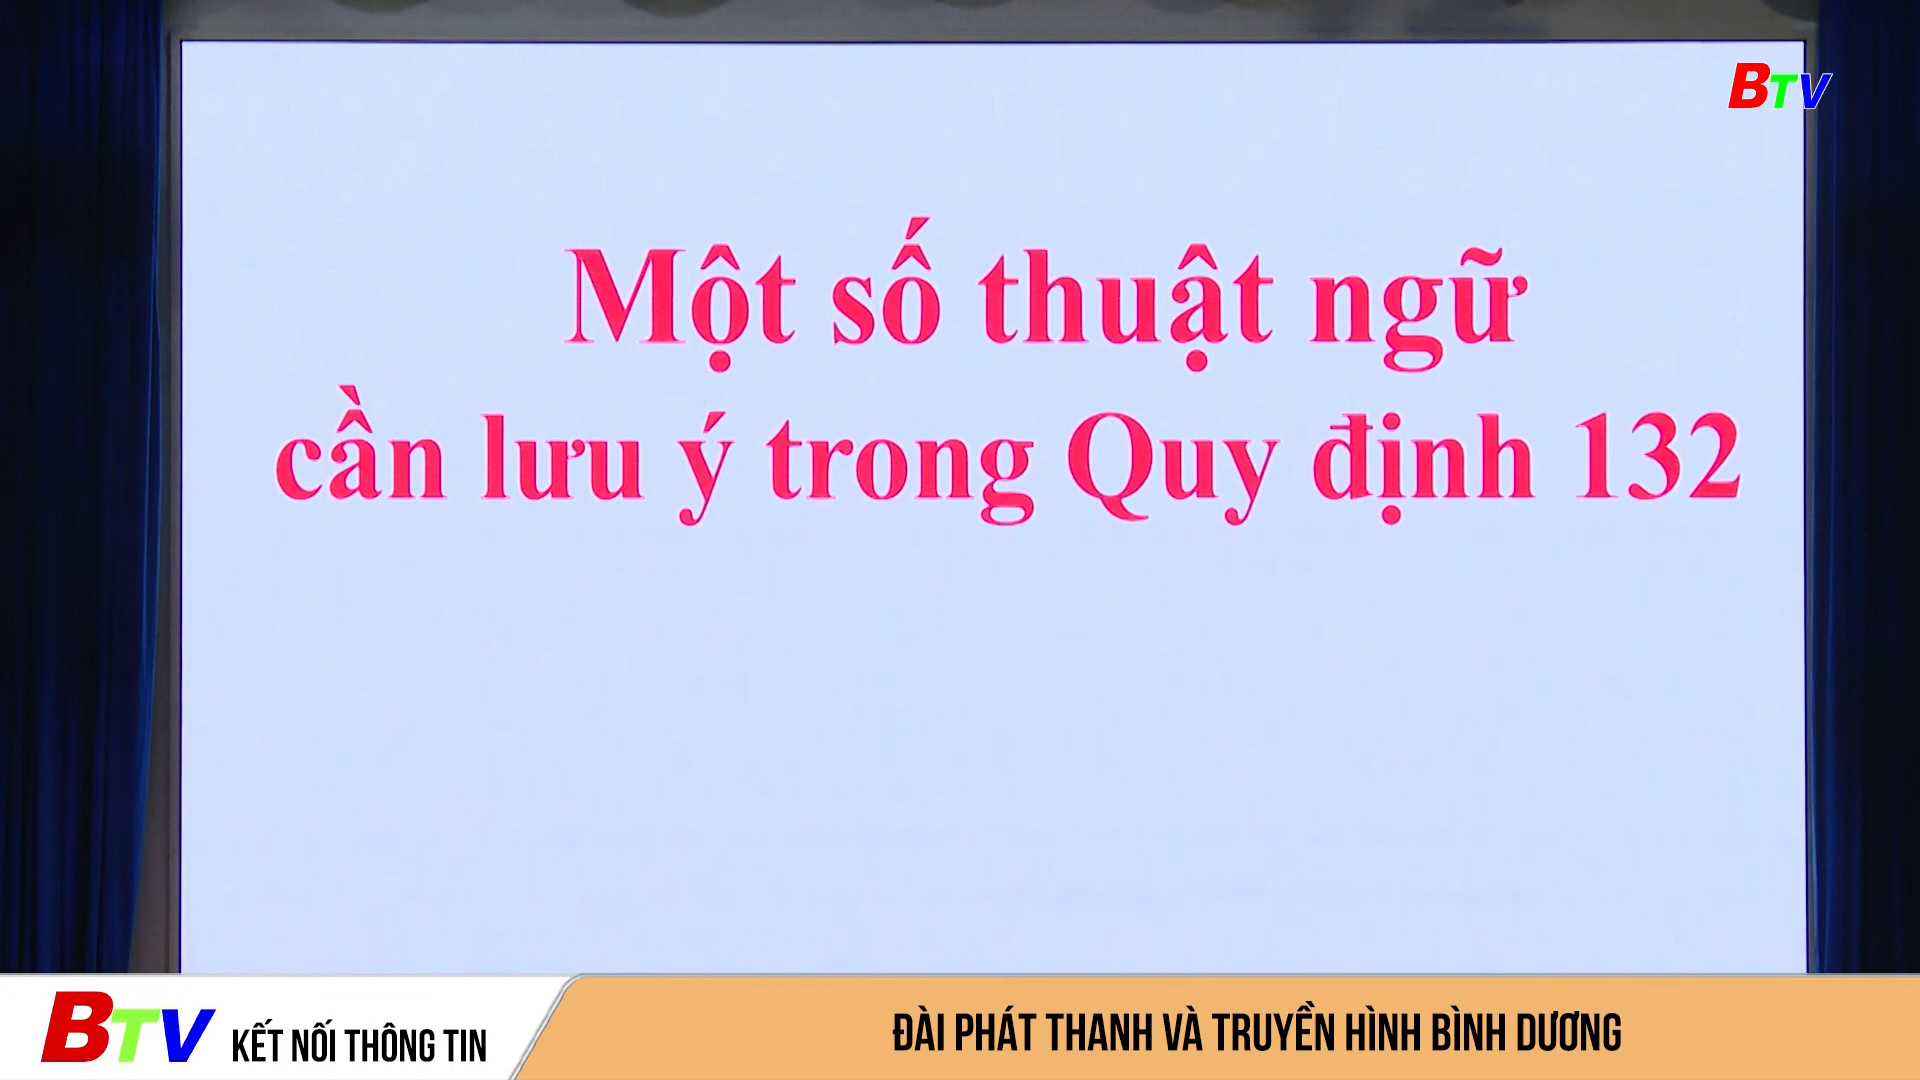 BTV
Một số thuật ngữ
cần lưu ý trong Quy định 132
BTV KẾT NỐI THÔNG TIN
ĐÀI PHÁT THANH VÀ TRUYỀN HÌNH BÌNH DƯƠNG